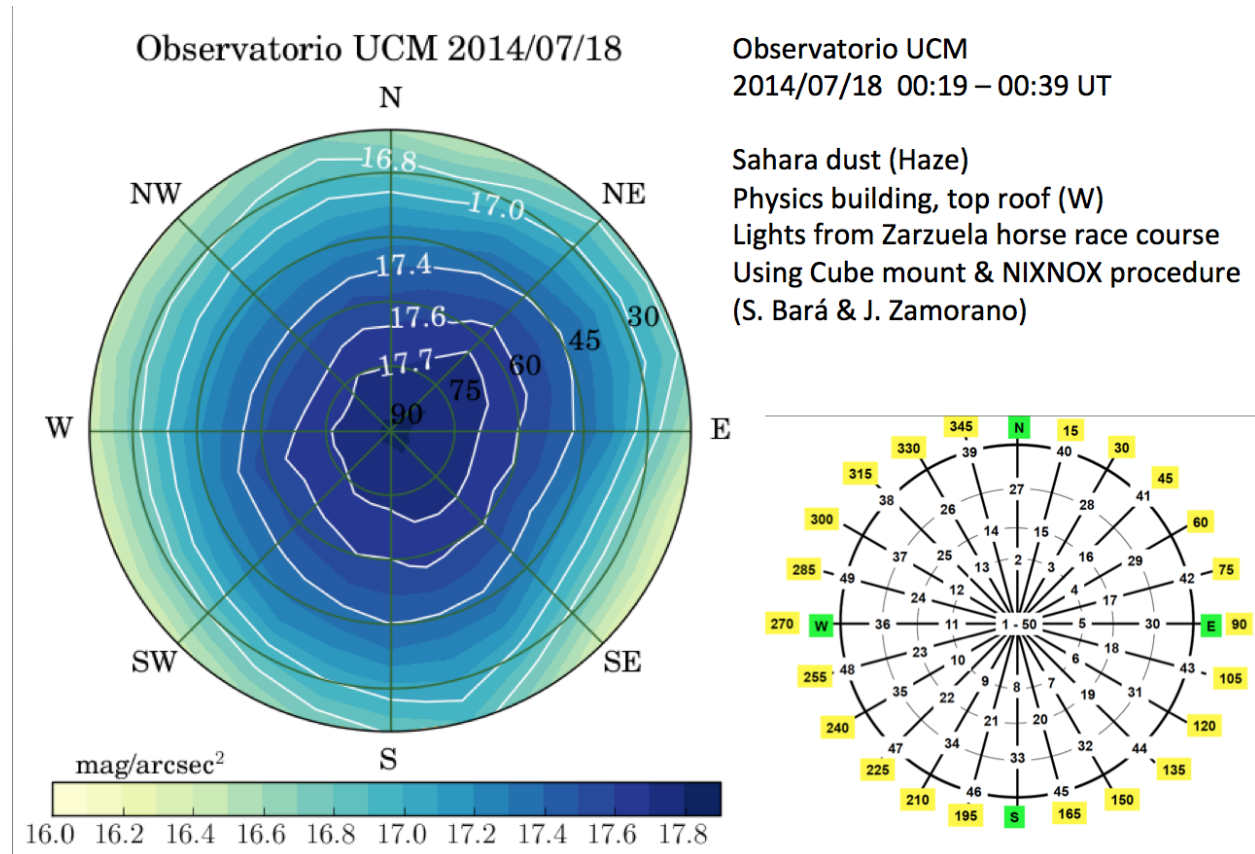 Observatorio UCM 2014/07/18
N
NW
NE
W
E
SW
SE
S
16.8
17.0
17.4
17.6
17.7
30
45
60
75
90
mag/arcsec²
16.0 16.2 16.4 16.6 16.8 17.0 17.2 17.4 17.6 17.8
Observatorio UCM
2014/07/18 00:19 – 00:39 UT
Sahara dust (Haze)
Physics building, top roof (W)
Lights from Zarzuela horse race course
Using Cube mount & NIXNOX procedure
(S. Bará & J. Zamorano)
345 N 15
330 39 40 30
315 27 45
38 26 28 41
300 14 15 60
37 25 13 2 3 16 29
285 49 24 12 4 17 42 75
270 W 36 11 1 - 50 5 30 E 90
255 48 23 10 6 18 43 105
35 22 9 8 7 19 31
240 21 20 120
47 34 33 32 44
225 46 45 135
210 195 S 165 150